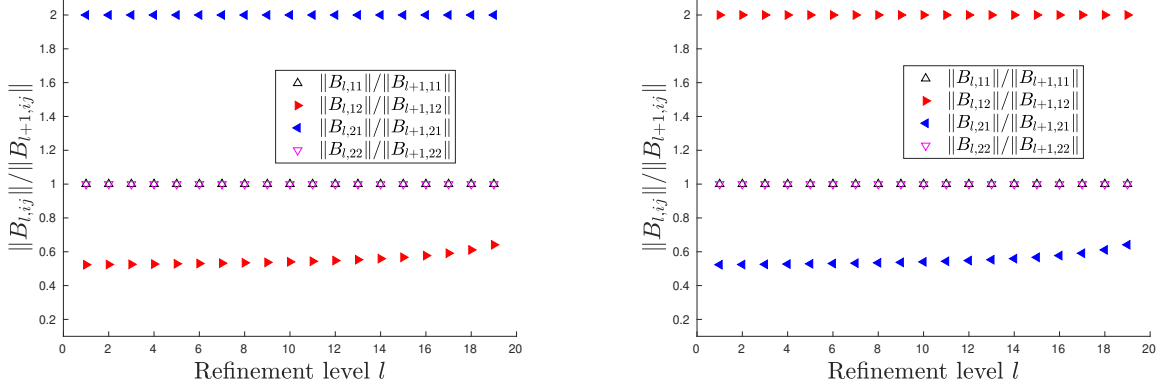 2
1.8
1.6
1.4
1.2
1
0.8
0.6
0.4
0.2
||B_{l,ij}||/||B_{l+1,ij}||
||B_{l,11}||/||B_{l+1,11}||
||B_{l,12}||/||B_{l+1,12}||
||B_{l,21}||/||B_{l+1,21}||
||B_{l,22}||/||B_{l+1,22}||
0 2 4 6 8 10 12 14 16 18 20
Refinement level l
2
1.8
1.6
1.4
1.2
1
0.8
0.6
0.4
0.2
||B_{l,ij}||/||B_{l+1,ij}||
||B_{l,11}||/||B_{l+1,11}||
||B_{l,12}||/||B_{l+1,12}||
||B_{l,21}||/||B_{l+1,21}||
||B_{l,22}||/||B_{l+1,22}||
0 2 4 6 8 10 12 14 16 18 20
Refinement level l